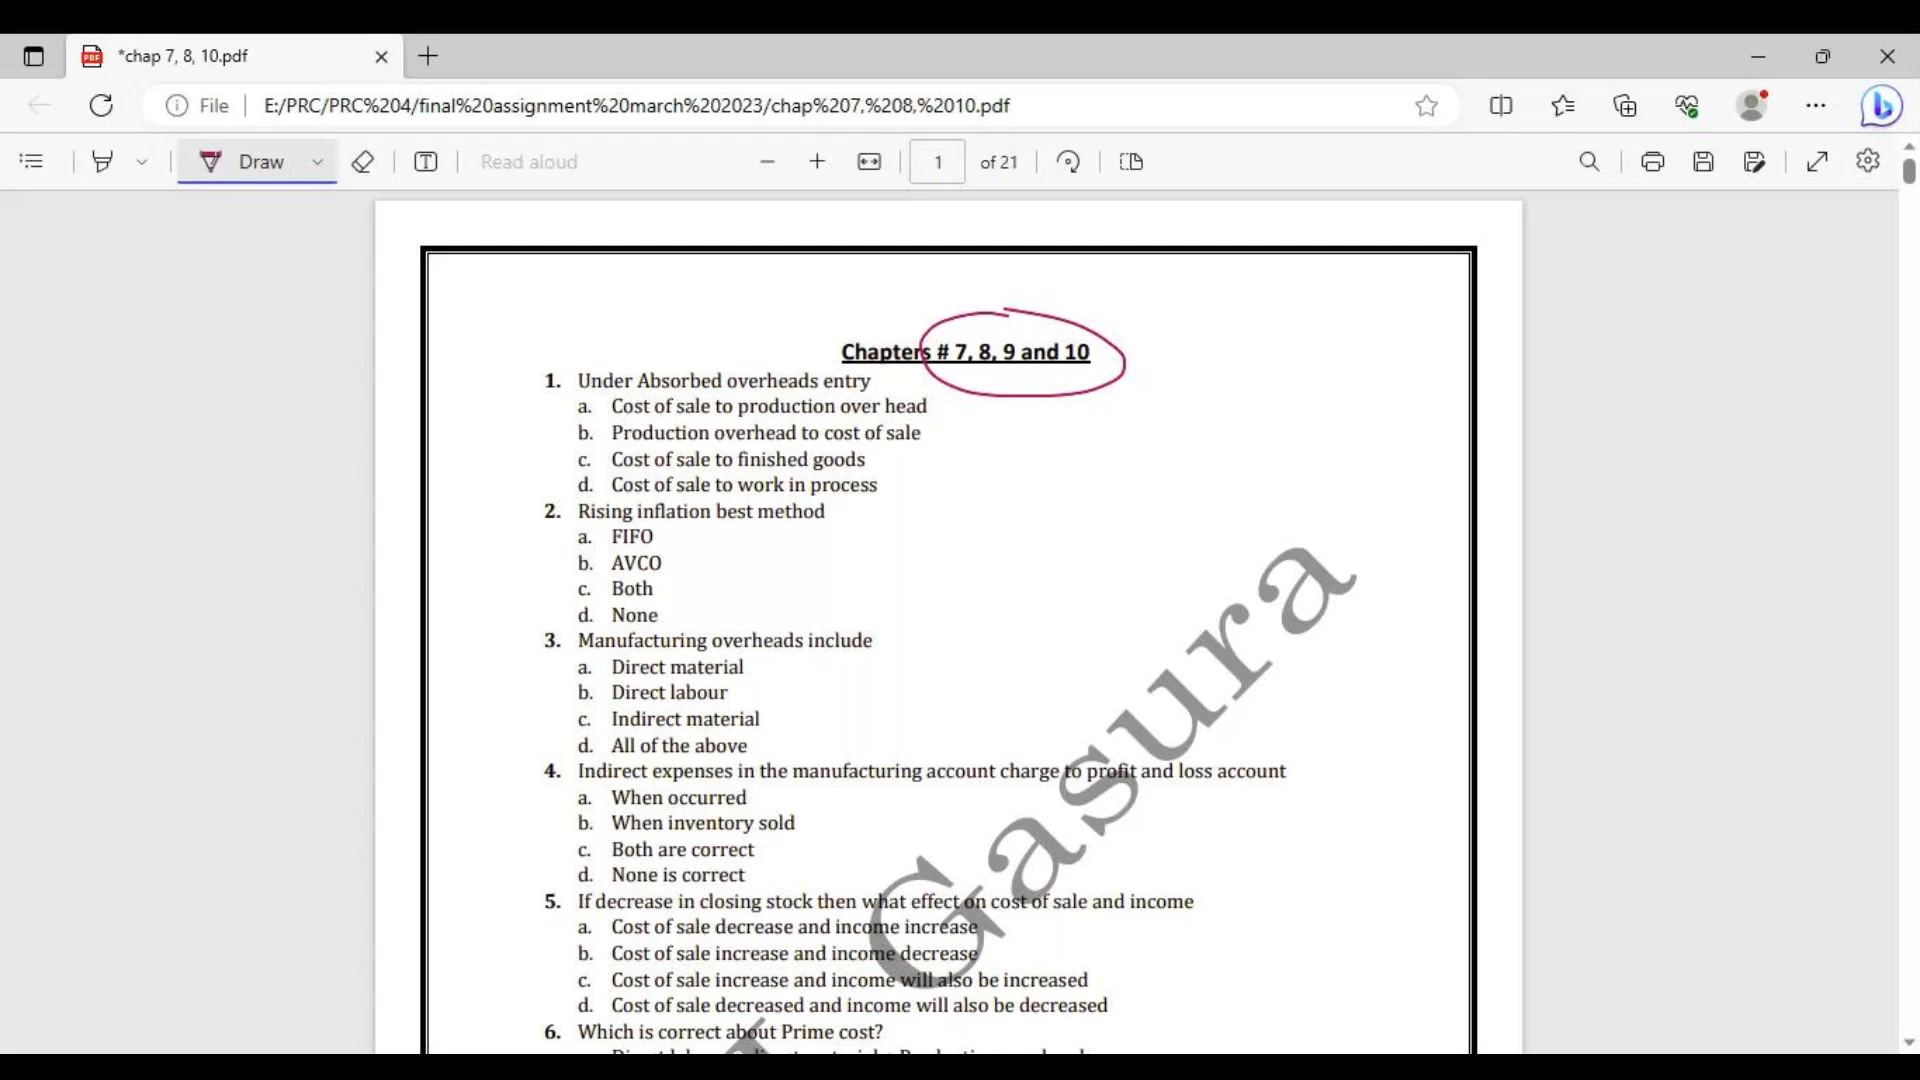 *chap 7, 8, 10.pdf
File E:/PRC/PRC%204/final%20assignment%20march%202023/chap%207,%208,%2010.pdf
Draw Read aloud 1 of 21
Chapters # 7, 8, 9 and 10
1. Under Absorbed overheads entry
a. Cost of sale to production over head
b. Production overhead to cost of sale
c. Cost of sale to finished goods
d. Cost of sale to work in process
2. Rising inflation best method
a. FIFO
b. AVCO
c. Both
d. None
3. Manufacturing overheads include
a. Direct material
b. Direct labour
c. Indirect material
d. All of the above
4. Indirect expenses in the manufacturing account charge to profit and loss account
a. When occurred
b. When inventory sold
c. Both are correct
d. None is correct
5. If decrease in closing stock then what effect on cost of sale and income
a. Cost of sale decrease and income increase
b. Cost of sale increase and income decrease
c. Cost of sale increase and income will also be increased
d. Cost of sale decreased and income will also be decreased
6. Which is correct about Prime cost?
Gasura